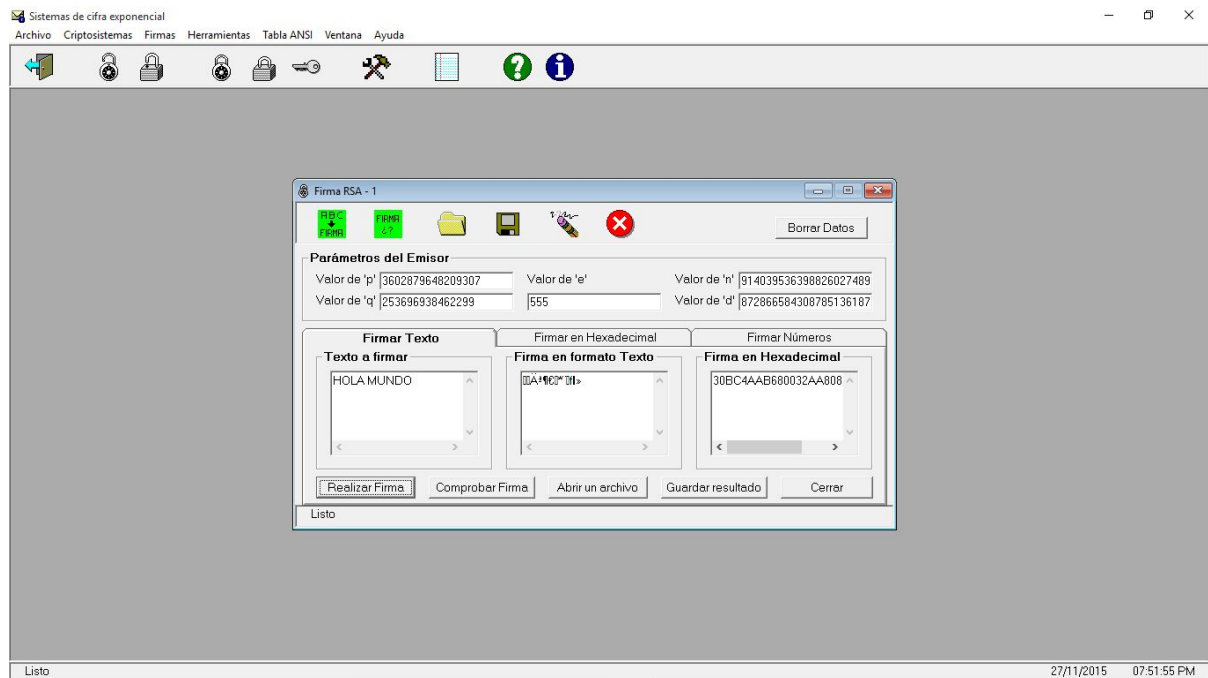 Sistemas de cifra exponencial
Archivo Criptosistemas Firmas Herramientas Tabla ANSI Ventana Ayuda
Firma RSA - 1
ABC
FIRMA
FIRMA
¿?
Borrar Datos
Parámetros del Emisor
Valor de 'p' 3602879648209307 Valor de 'e' Valor de 'n' 914039536398826027489
Valor de 'q' 253696938462299 555 Valor de 'd' 872866584308785136187
Firmar Texto Firmar en Hexadecimal Firmar Números
Texto a firmar Firma en formato Texto Firma en Hexadecimal
HOLA MUNDO 30BC4AAB680032AA808
Realizar Firma Comprobar Firma Abrir un archivo Guardar resultado Cerrar
Listo
Listo 27/11/2015 07:51:55 PM